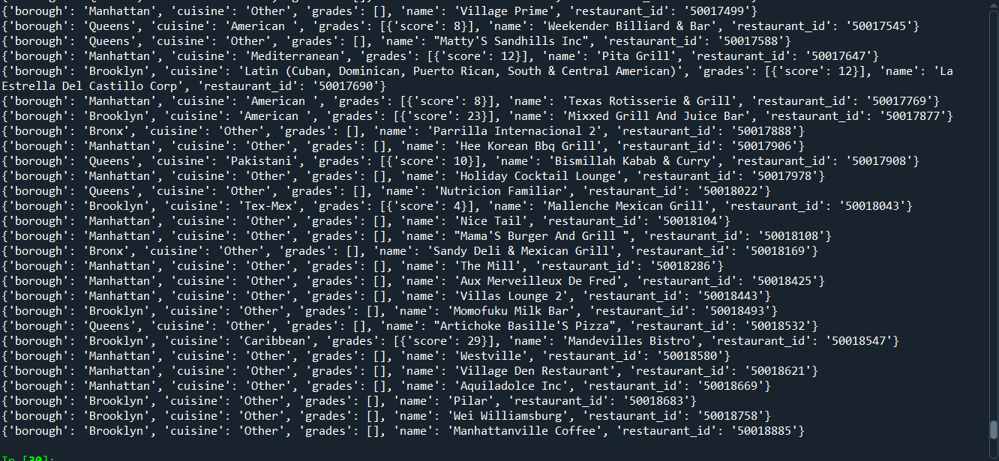 {'borough': 'Manhattan', 'cuisine': 'Other', 'grades': [], 'name': 'Village Prime', 'restaurant_id': '50017499'}
{'borough': 'Queens', 'cuisine': 'American ', 'grades': [{'score': 8}], 'name': 'Weekender Billiard & Bar', 'restaurant_id': '50017545'}
{'borough': 'Queens', 'cuisine': 'Other', 'grades': [], 'name': "Matty'S Sandhills Inc", 'restaurant_id': '50017588'}
{'borough': 'Manhattan', 'cuisine': 'Mediterranean', 'grades': [{'score': 12}], 'name': 'Pita Grill', 'restaurant_id': '50017647'}
{'borough': 'Brooklyn', 'cuisine': 'Latin (Cuban, Dominican, Puerto Rican, South & Central American)', 'grades': [{'score': 12}], 'name': 'La
Estrella Del Castillo Corp', 'restaurant_id': '50017690'}
{'borough': 'Manhattan', 'cuisine': 'American ', 'grades': [{'score': 8}], 'name': 'Texas Rotisserie & Grill', 'restaurant_id': '50017769'}
{'borough': 'Brooklyn', 'cuisine': 'American ', 'grades': [{'score': 23}], 'name': 'Mixxed Grill And Juice Bar', 'restaurant_id': '50017877'}
{'borough': 'Bronx', 'cuisine': 'Other', 'grades': [], 'name': 'Parrilla Internacional 2', 'restaurant_id': '50017888'}
{'borough': 'Manhattan', 'cuisine': 'Other', 'grades': [], 'name': 'Hee Korean Bbq Grill', 'restaurant_id': '50017906'}
{'borough': 'Queens', 'cuisine': 'Pakistani', 'grades': [{'score': 10}], 'name': 'Bismillah Kabab & Curry', 'restaurant_id': '50017908'}
{'borough': 'Manhattan', 'cuisine': 'Other', 'grades': [], 'name': 'Holiday Cocktail Lounge', 'restaurant_id': '50017978'}
{'borough': 'Queens', 'cuisine': 'Other', 'grades': [], 'name': 'Nutricion Familiar', 'restaurant_id': '50018022'}
{'borough': 'Brooklyn', 'cuisine': 'Tex-Mex', 'grades': [{'score': 4}], 'name': 'Mallenche Mexican Grill', 'restaurant_id': '50018043'}
{'borough': 'Manhattan', 'cuisine': 'Other', 'grades': [], 'name': 'Nice Tail', 'restaurant_id': '50018104'}
{'borough': 'Manhattan', 'cuisine': 'Other', 'grades': [], 'name': "Mama'S Burger And Grill ", 'restaurant_id': '50018108'}
{'borough': 'Bronx', 'cuisine': 'Other', 'grades': [], 'name': 'Sandy Deli & Mexican Grill', 'restaurant_id': '50018169'}
{'borough': 'Manhattan', 'cuisine': 'Other', 'grades': [], 'name': 'The Mill', 'restaurant_id': '50018286'}
{'borough': 'Manhattan', 'cuisine': 'Other', 'grades': [], 'name': 'Aux Merveilleux De Fred', 'restaurant_id': '50018425'}
{'borough': 'Manhattan', 'cuisine': 'Other', 'grades': [], 'name': 'Villas Lounge 2', 'restaurant_id': '50018443'}
{'borough': 'Brooklyn', 'cuisine': 'Other', 'grades': [], 'name': 'Momofuku Milk Bar', 'restaurant_id': '50018493'}
{'borough': 'Queens', 'cuisine': 'Other', 'grades': [], 'name': "Artichoke Basille'S Pizza", 'restaurant_id': '50018532'}
{'borough': 'Brooklyn', 'cuisine': 'Caribbean', 'grades': [{'score': 29}], 'name': 'Mandevilles Bistro', 'restaurant_id': '50018547'}
{'borough': 'Manhattan', 'cuisine': 'Other', 'grades': [], 'name': 'Westville', 'restaurant_id': '50018580'}
{'borough': 'Manhattan', 'cuisine': 'Other', 'grades': [], 'name': 'Village Den Restaurant', 'restaurant_id': '50018621'}
{'borough': 'Manhattan', 'cuisine': 'Other', 'grades': [], 'name': 'Aquiladolce Inc', 'restaurant_id': '50018669'}
{'borough': 'Brooklyn', 'cuisine': 'Other', 'grades': [], 'name': 'Pilar', 'restaurant_id': '50018683'}
{'borough': 'Brooklyn', 'cuisine': 'Other', 'grades': [], 'name': 'Wei Williamsburg', 'restaurant_id': '50018758'}
{'borough': 'Brooklyn', 'cuisine': 'Other', 'grades': [], 'name': 'Manhattanville Coffee', 'restaurant_id': '50018885'}
In [30]: